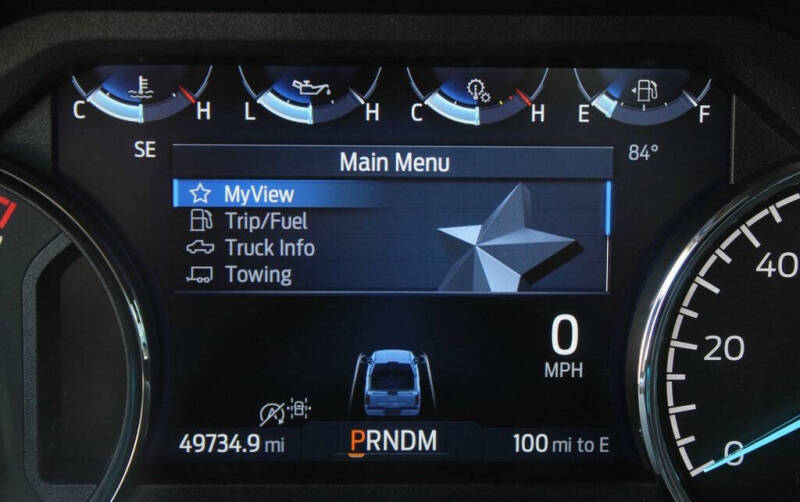 C H L H C H E F
SE
84°
Main Menu
MyView
Trip/Fuel
Truck Info
Towing
40
20
0
0
MPH
49734.9 mi
PRNDM
100 mi to E